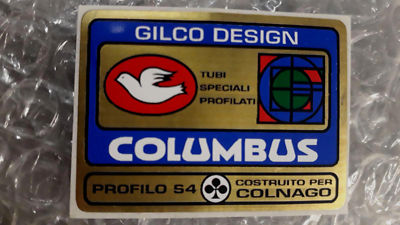 GILCO DESIGN
TUBI
SPECIALI
PROFILATI
COLUMBUS
PROFILO S4
COSTRUITO PER
COLNAGO